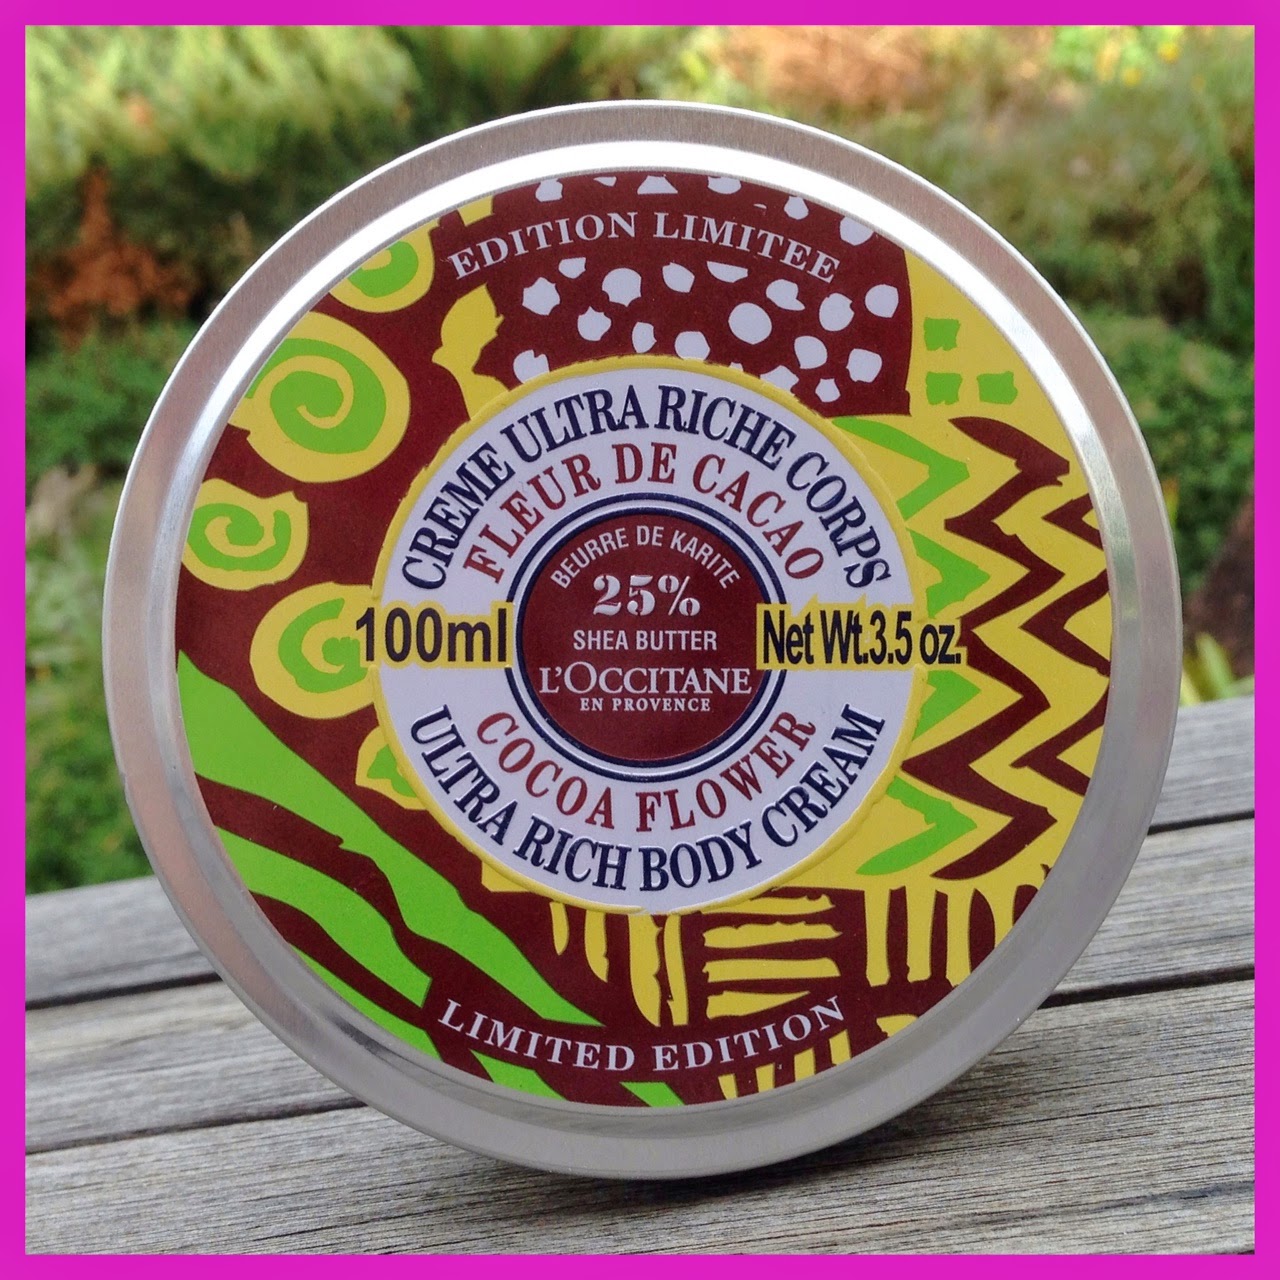 EDITION LIMITEE
CREME ULTRA RICHE CORPS
FLEUR DE CACAO
BEURRE DE KARITE
25%
SHEA BUTTER
L'OCCITANE
EN PROVENCE
100ml
Net Wt.3.5 oz.
COCOA FLOWER
ULTRA RICH BODY CREAM
LIMITED EDITION